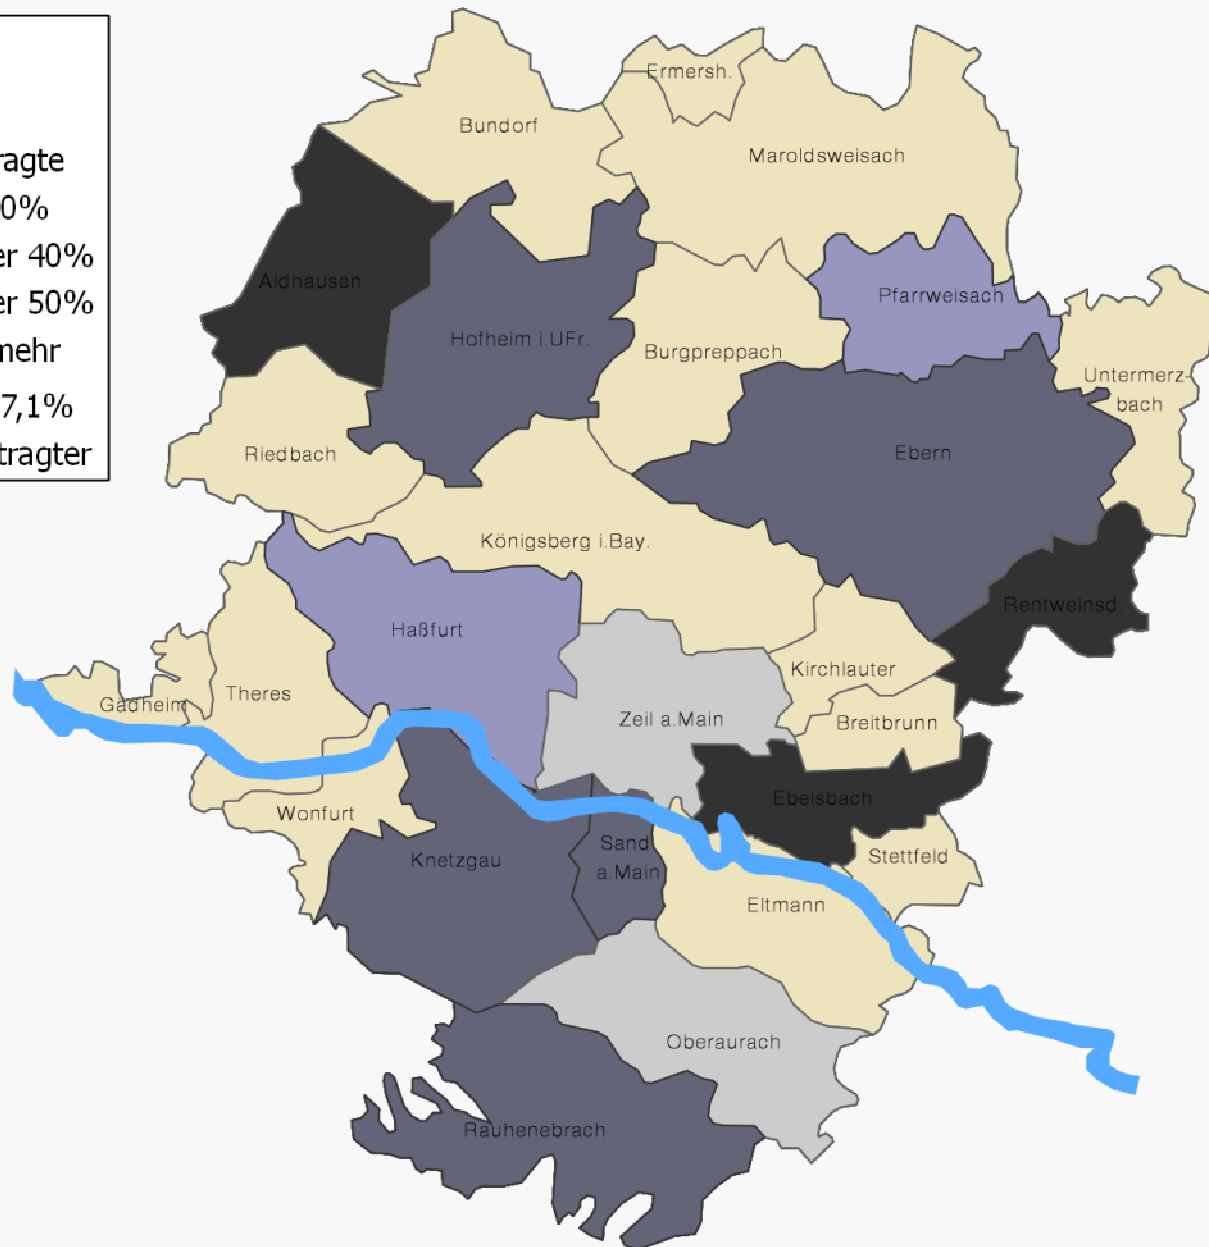 ragte
0%
er 40%
er 50%
mehr
7,1%
tragter
Ermersh.
Bundorf
Maroldsweisach
Aidhausen
Pfarrweisach
Hofheim i.UFr.
Burgpreppach
Untermerz-
bach
Riedbach
Ebern
Königsberg i.Bay.
Rentweinsd.
Haßfurt
Kirchlauter
Theres
Gädheim
Zeil a.Main
Breitbrunn
Ebelsbach
Wonfurt
Sand
a.Main
Knetzgau
Stettfeld
Eltmann
Oberaurach
Rauhenebrach